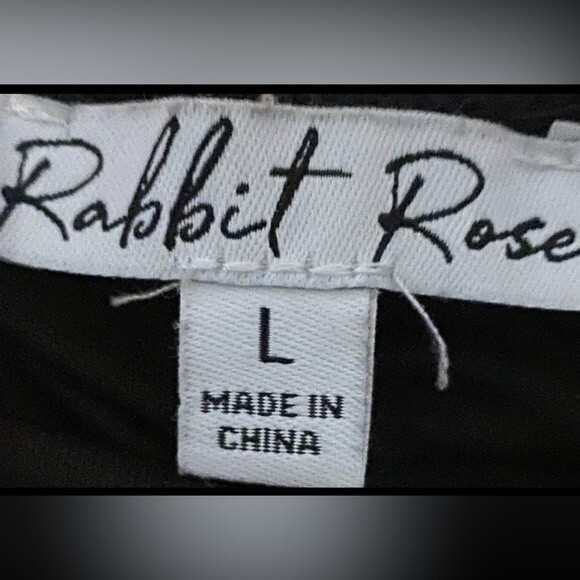 Rabbit Rose
L
MADE IN
CHINA